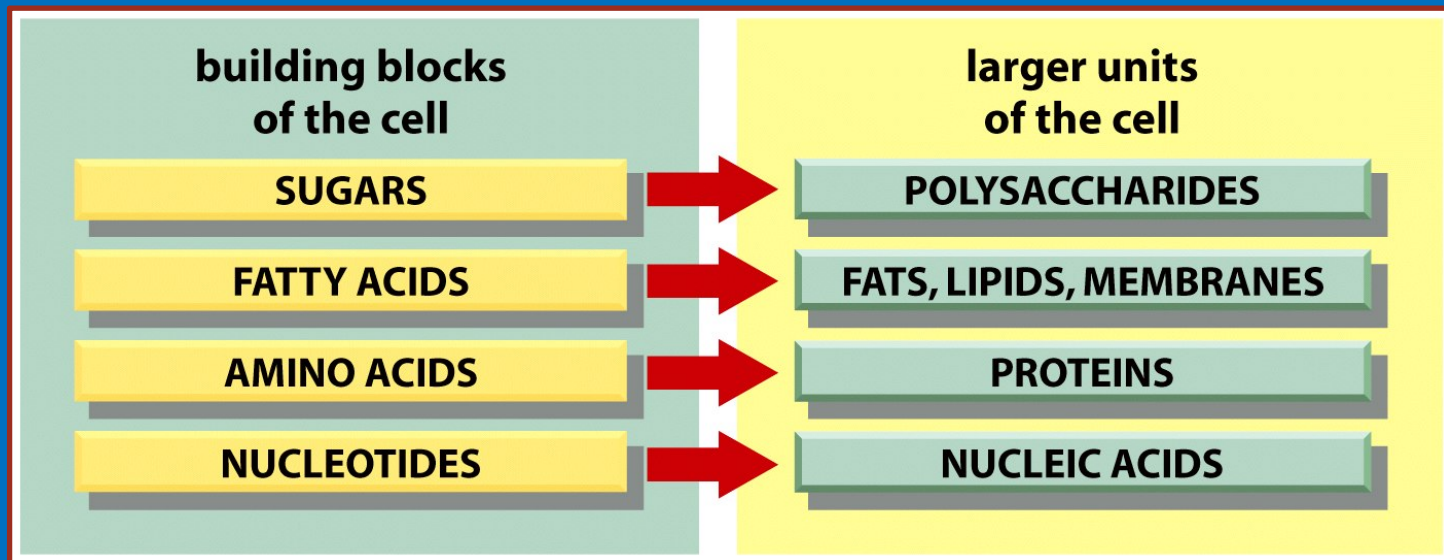 building blocks
of the cell
larger units
of the cell
SUGARS
POLYSACCHARIDES
FATTY ACIDS
FATS, LIPIDS, MEMBRANES
AMINO ACIDS
PROTEINS
NUCLEOTIDES
NUCLEIC ACIDS